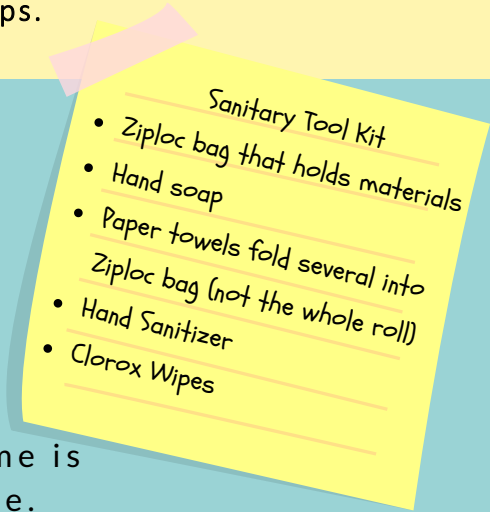 ps.
Sanitary Tool Kit
• Ziploc bag that holds materials
• Hand soap
• Paper towels fold several into
Ziploc bag (not the whole roll)
• Hand Sanitizer
• Clorox Wipes
me is
e.